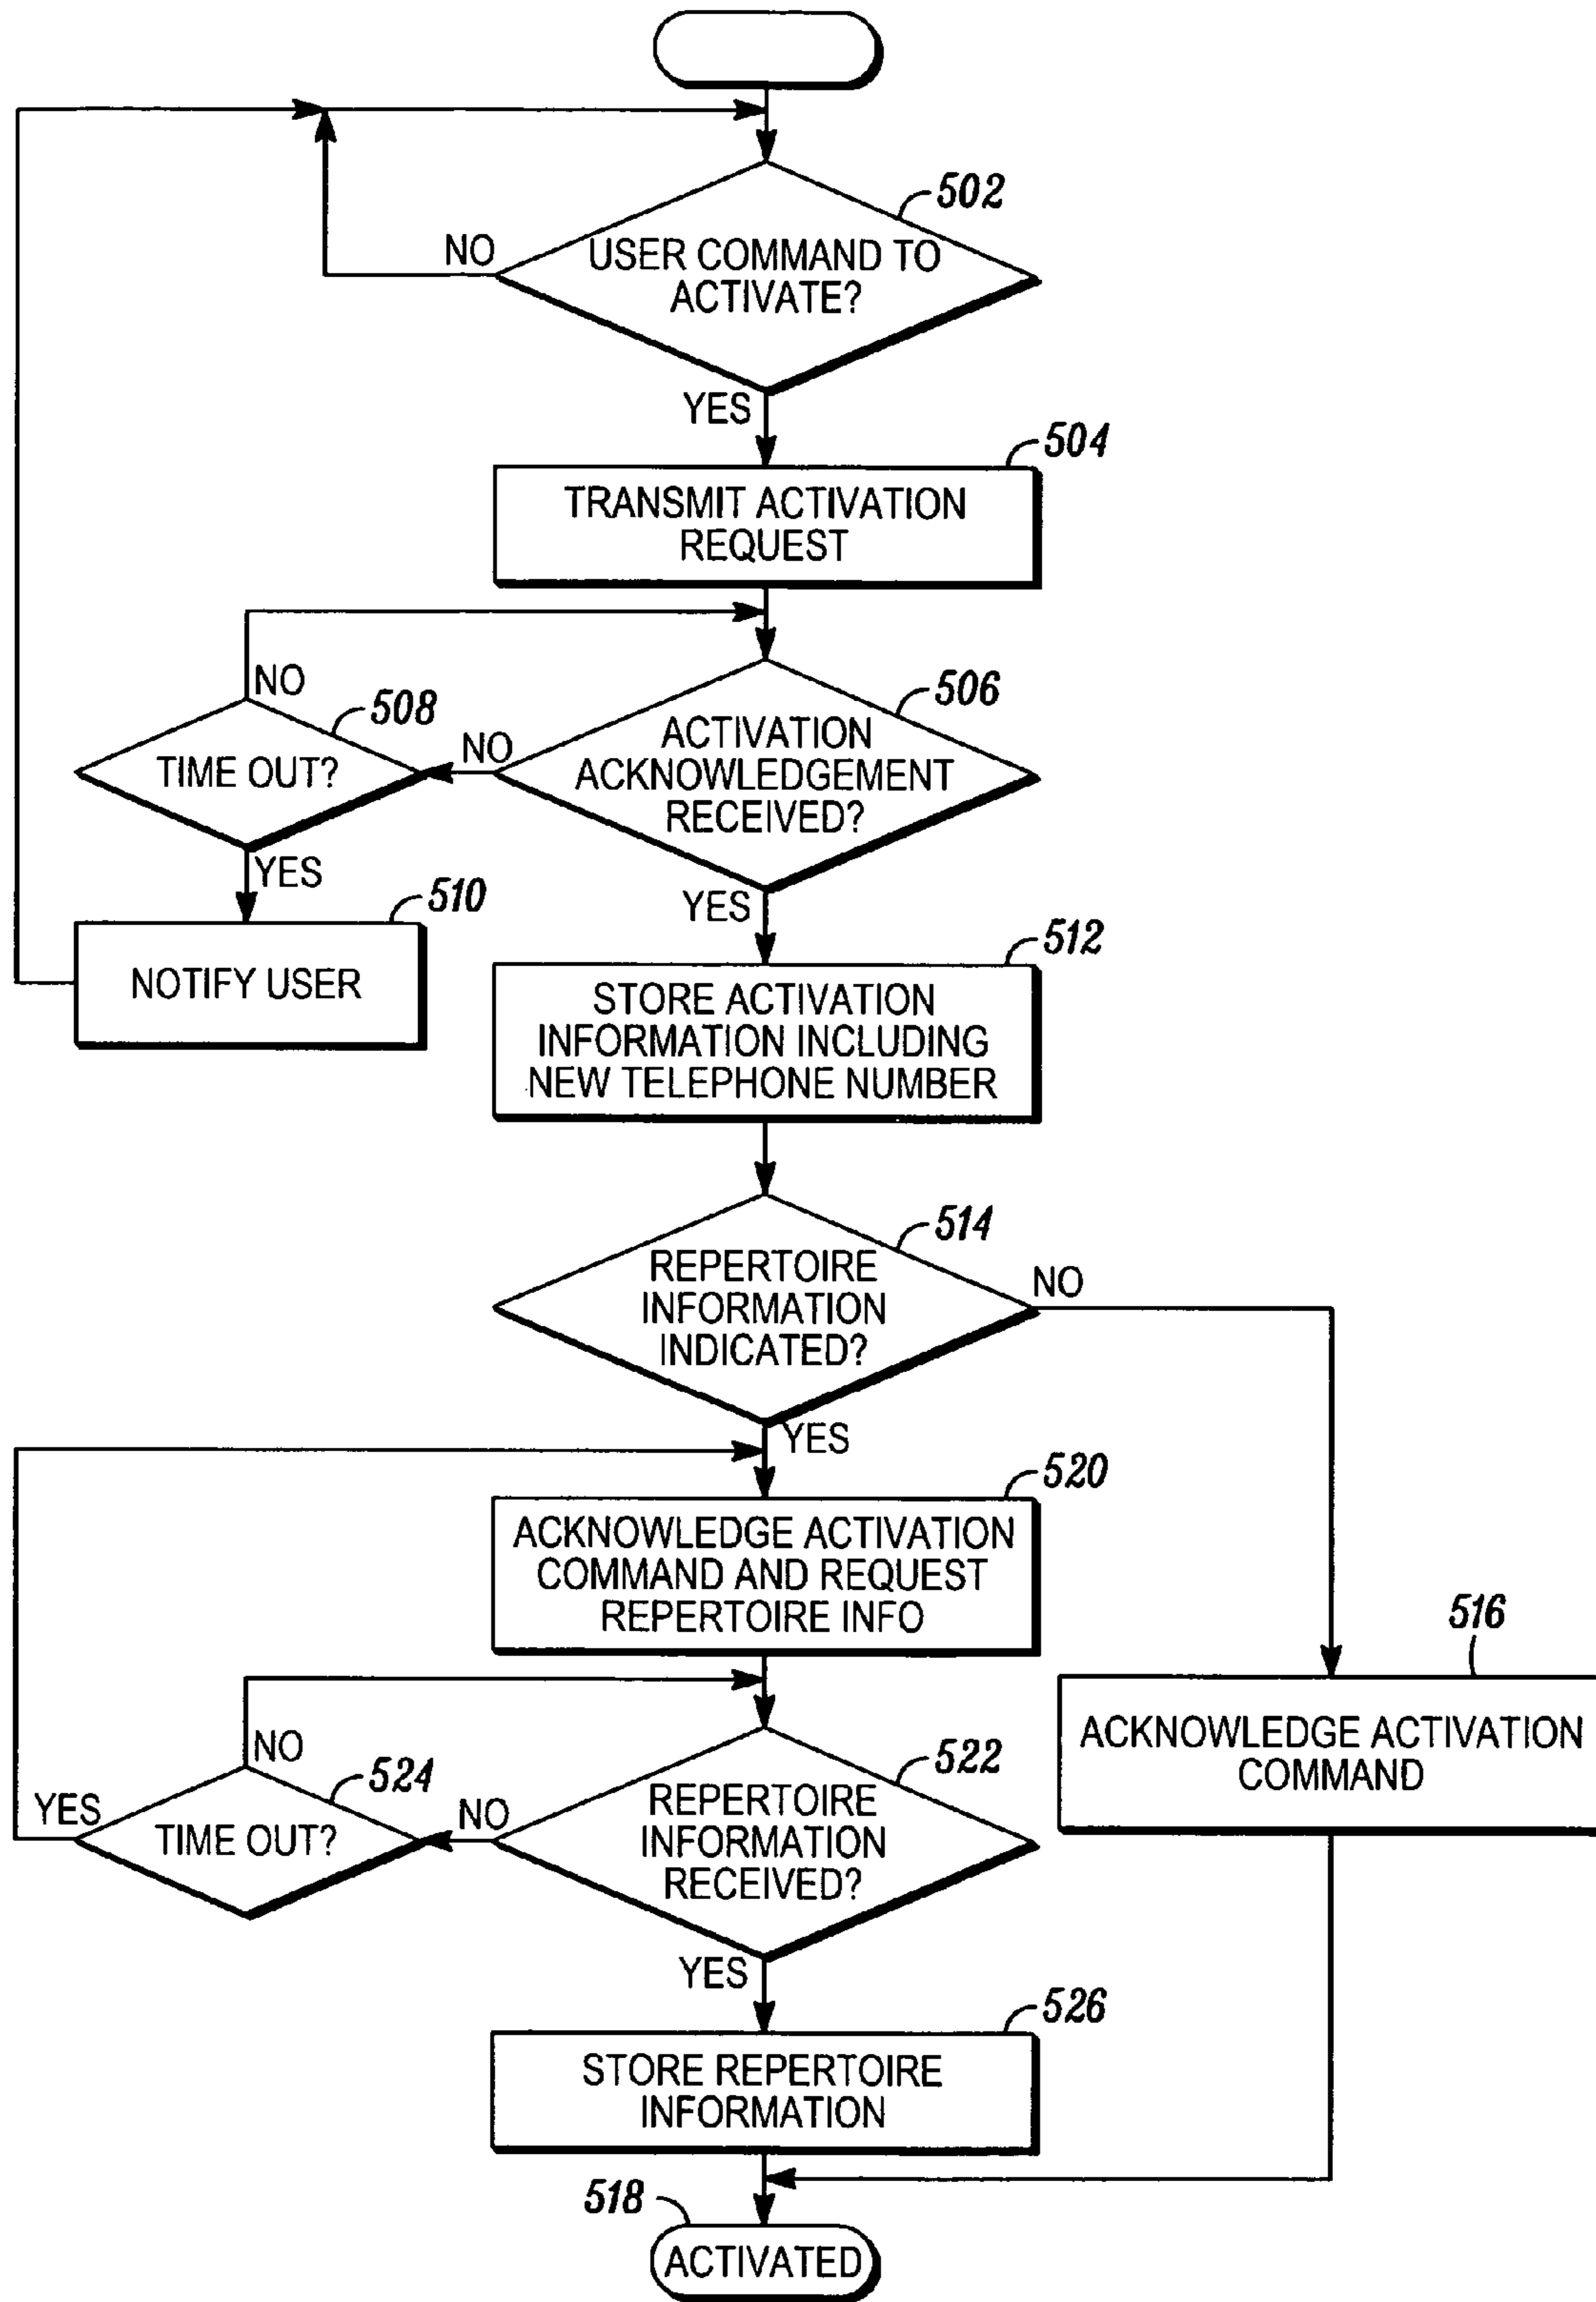 502
NO
USER COMMAND TO
ACTIVATE?
YES
504
TRANSMIT ACTIVATION
REQUEST
NO
508
506
TIME OUT?
NO
ACTIVATION
ACKNOWLEDGEMENT
RECEIVED?
YES
YES
510
NOTIFY USER
512
STORE ACTIVATION
INFORMATION INCLUDING
NEW TELEPHONE NUMBER
514
REPERTOIRE
INFORMATION
INDICATED?
NO
YES
520
ACKNOWLEDGE ACTIVATION
COMMAND AND REQUEST
REPERTOIRE INFO
516
ACKNOWLEDGE ACTIVATION
COMMAND
NO
524
522
YES
TIME OUT?
NO
REPERTOIRE
INFORMATION
RECEIVED?
YES
526
STORE REPERTOIRE
INFORMATION
518
ACTIVATED